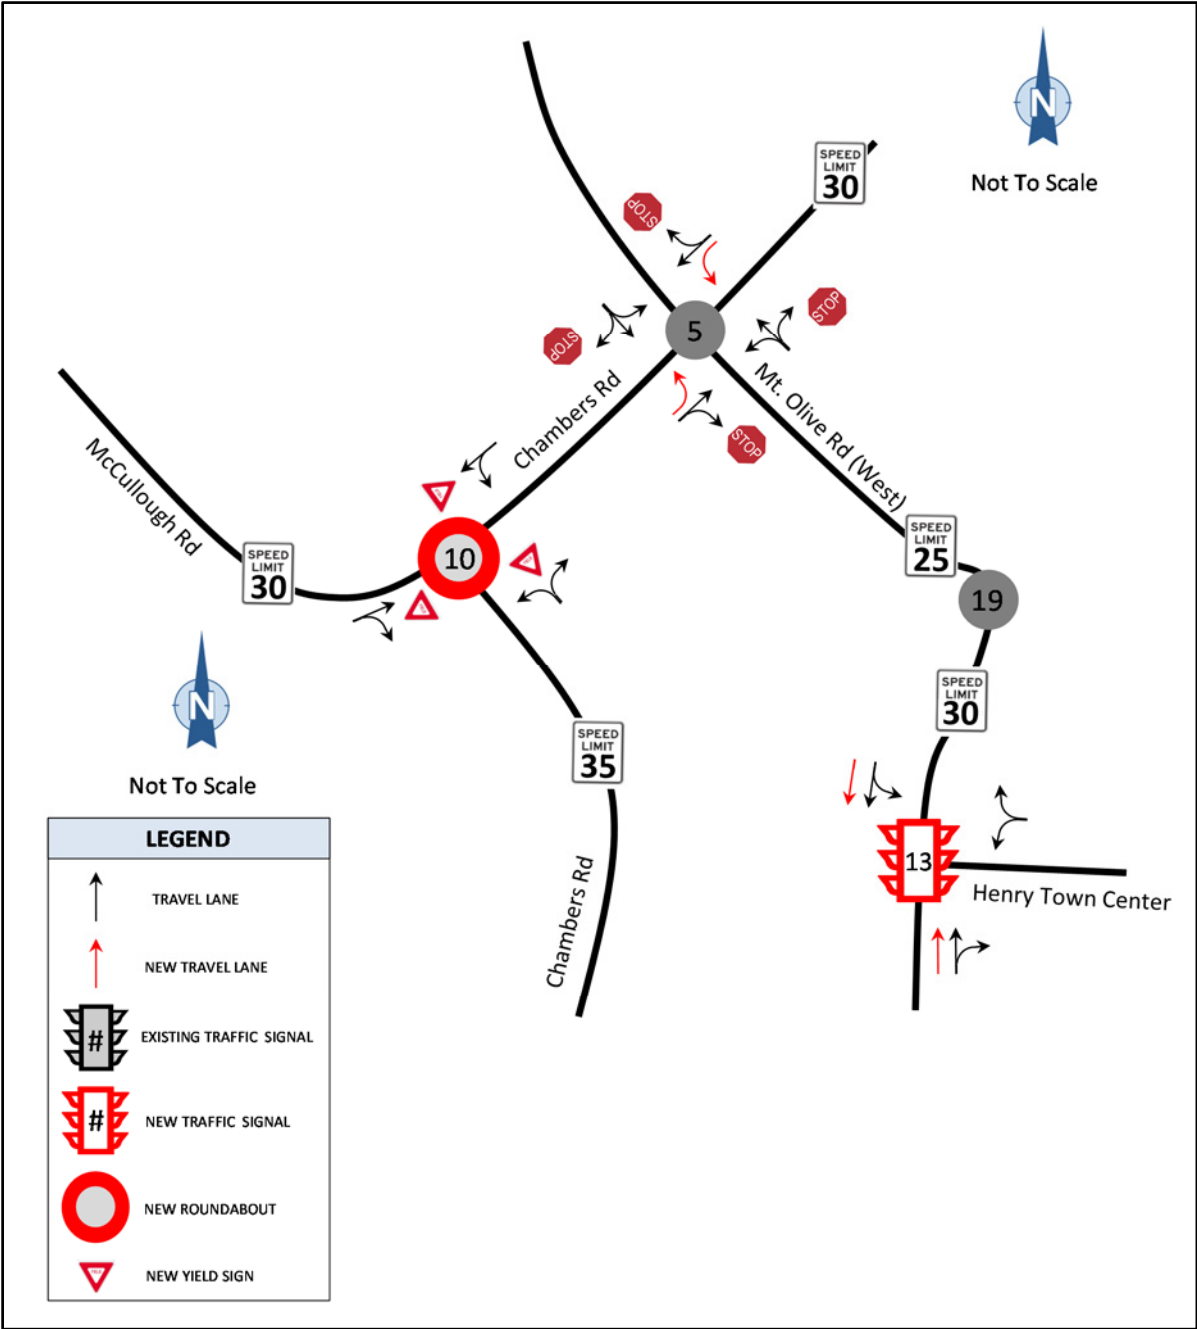 N
Not To Scale
SPEED
LIMIT
30
STOP
STOP
STOP
5
STOP
Chambers Rd
Mt. Olive Rd (West)
McCullough Rd
SPEED
LIMIT
30
10
SPEED
LIMIT
25
19
SPEED
LIMIT
30
N
Not To Scale
SPEED
LIMIT
35
Chambers Rd
13
Henry Town Center
LEGEND
TRAVEL LANE
NEW TRAVEL LANE
# EXISTING TRAFFIC SIGNAL
# NEW TRAFFIC SIGNAL
NEW ROUNDABOUT
NEW YIELD SIGN